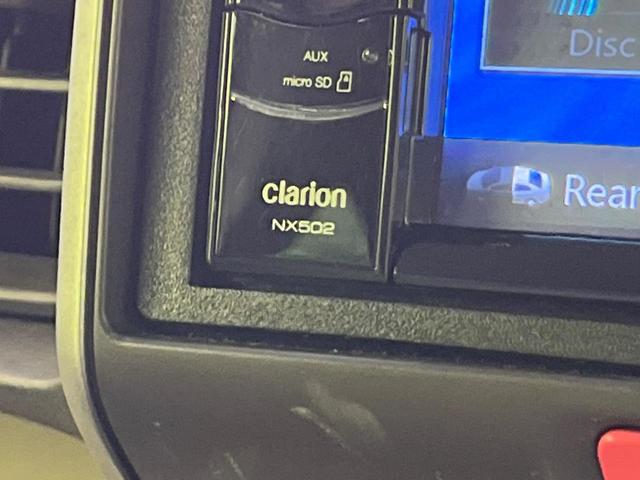 AUX
micro SD
Disc
clarion
NX502
Rear